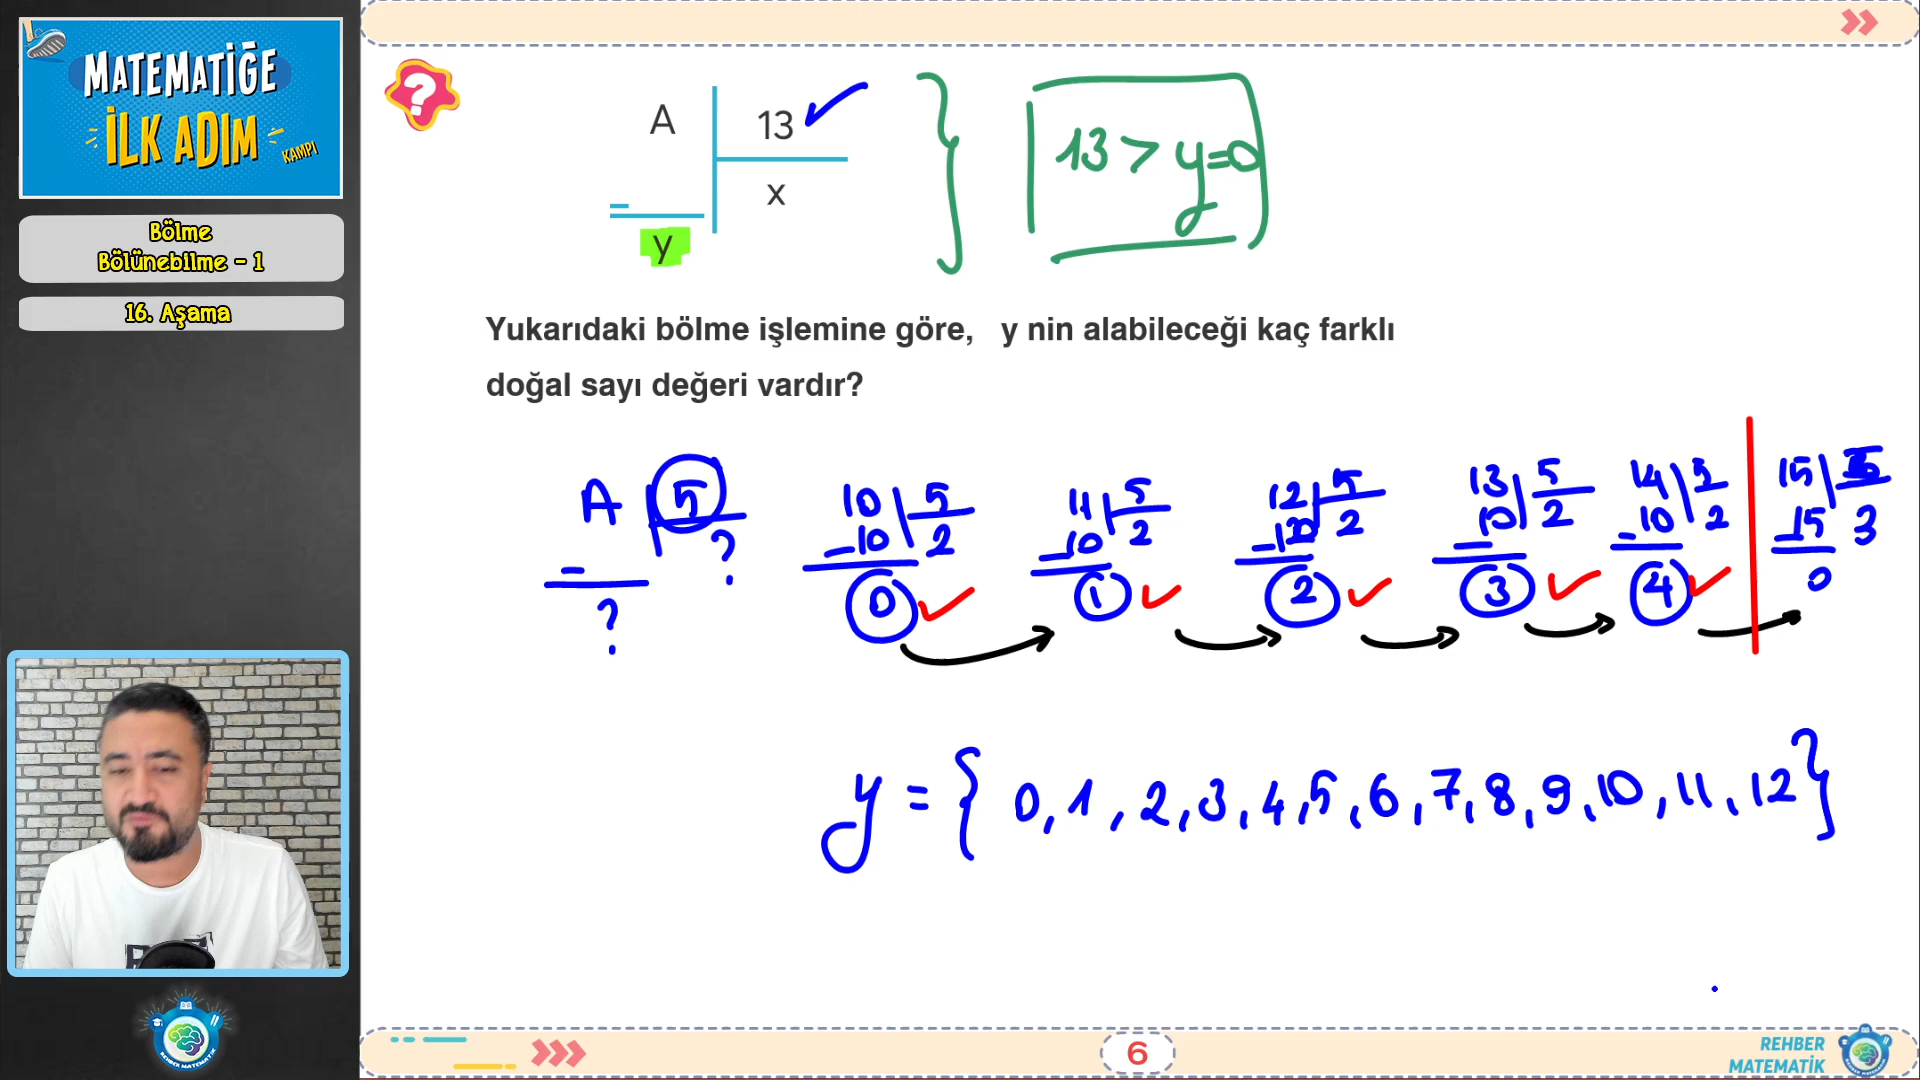 MATEMATİĞE
İLK ADIM
KAMPI
Bölme
Bölünebilme - 1
16. Aşama
A 13
x
y
13 > y = 0
Yukarıdaki bölme işlemine göre, y nin alabileceği kaç farklı
doğal sayı değeri vardır?
A 5
?
- ?
10 5
-10 2
0
11 5
-10 2
1
12 5
2
2
13 5
-10 2
3
14 5
-10 2
4
15
-15 3
0
y = { 0, 1, 2, 3, 4, 5, 6, 7, 8, 9, 10, 11, 12 }
6
REHBER
MATEMATİK
REHBER MATEMATİK